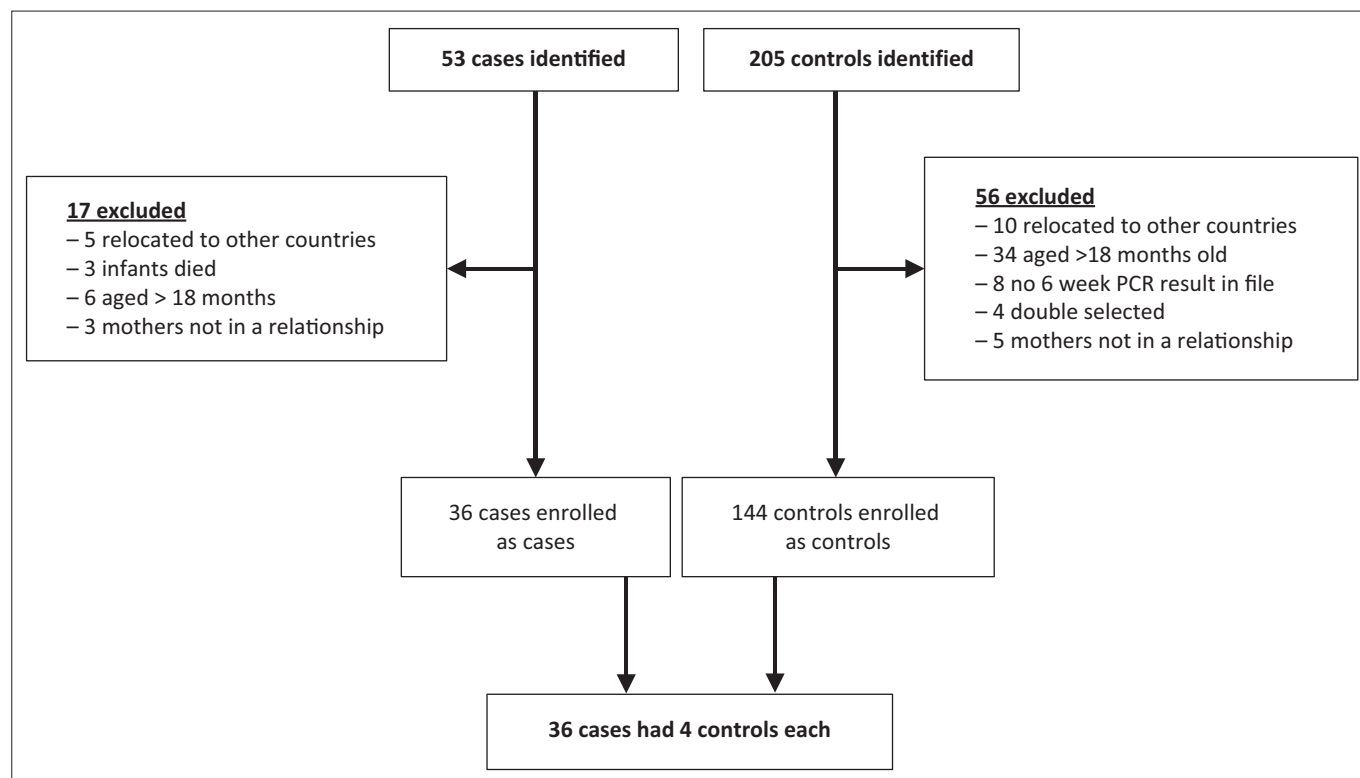 53 cases identified
205 controls identified
17 excluded
– 5 relocated to other countries
– 3 infants died
– 6 aged > 18 months
– 3 mothers not in a relationship
56 excluded
– 10 relocated to other countries
– 34 aged >18 months old
– 8 no 6 week PCR result in file
– 4 double selected
– 5 mothers not in a relationship
36 cases enrolled
as cases
144 controls enrolled
as controls
36 cases had 4 controls each